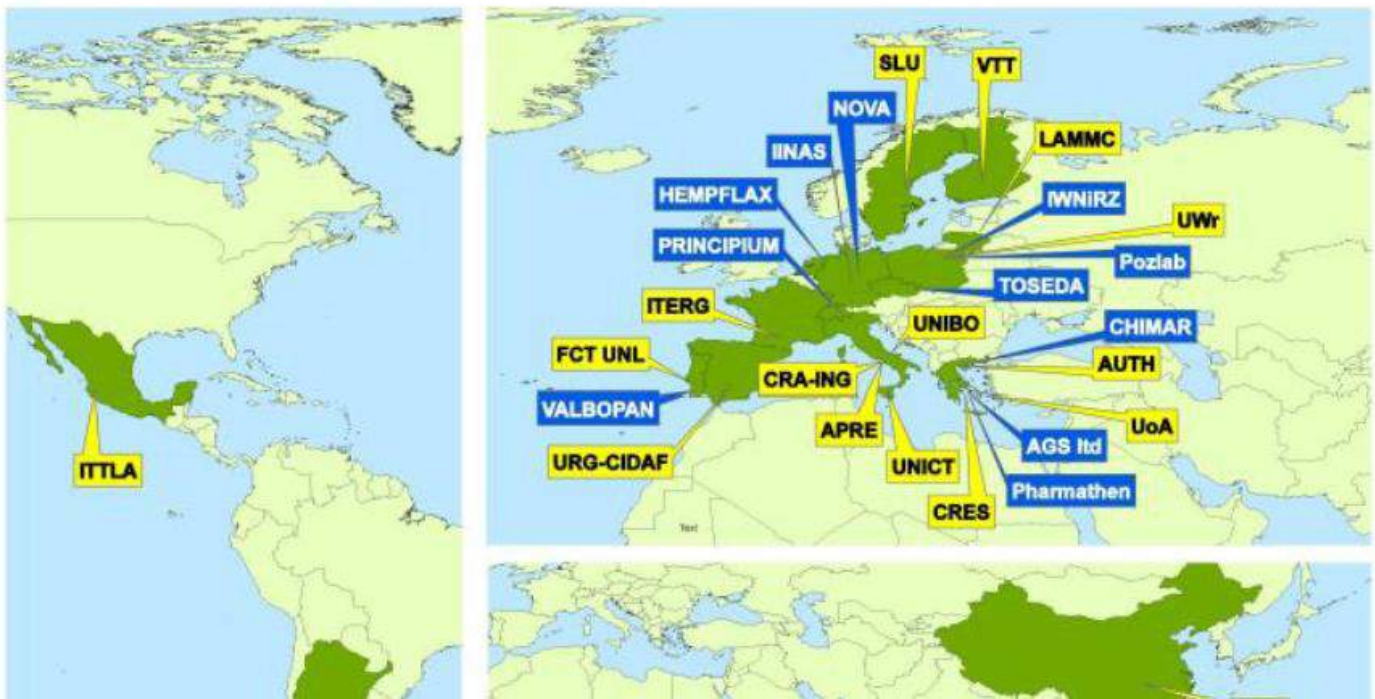 SLU
VTT
NOVA
LAMMC
IINAS
HEMPFLAX
IWNiRZ
UWr
PRINCIPIUM
Pozlab
TOSEDA
ITERG
UNIBO
CHIMAR
FCT UNL
CRA-ING
AUTH
VALBOPAN
APRE
UoA
AGS ltd
ITTLA
URG-CIDAF
UNICT
Pharmathen
CRES
Text